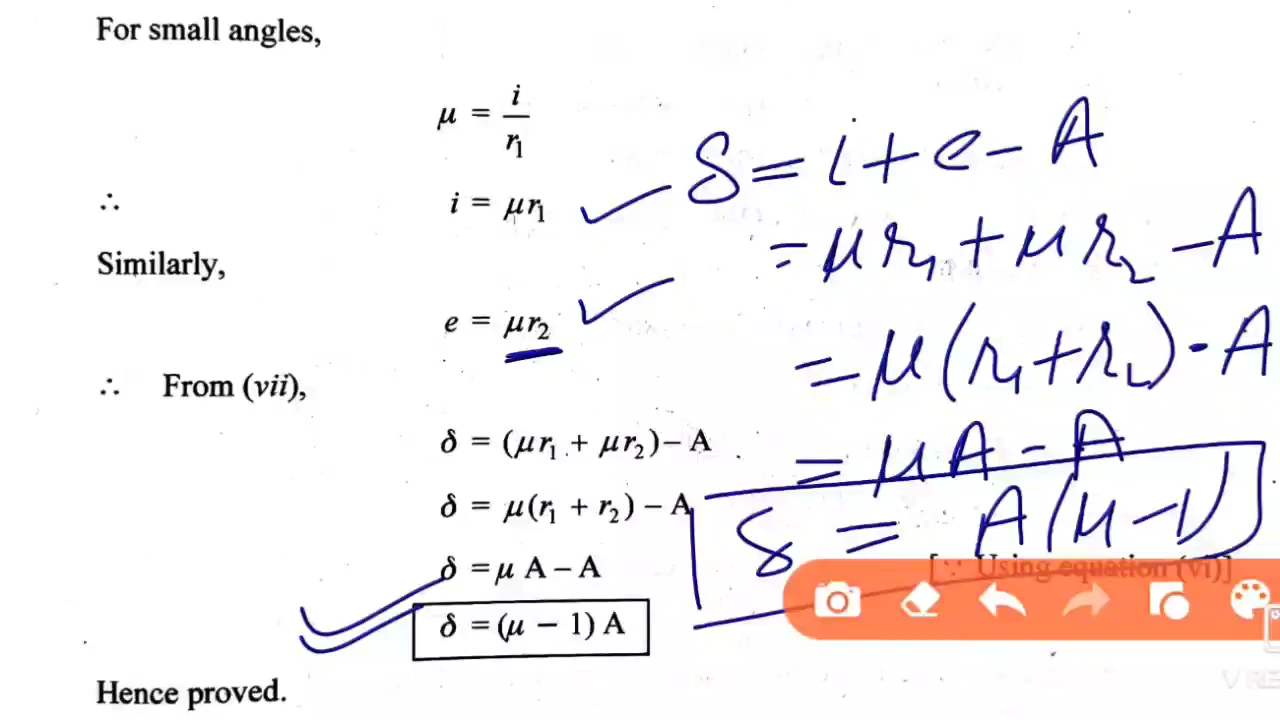 For small angles,
μ = i/r₁
∴ i = μr₁
δ = i + e − A
= μr₁ + μr₂ − A
Similarly,
e = μr₂
= μ(r₁ + r₂) - A
∴ From (vii),
δ = (μr₁ + μr₂) − A
= μA − A
δ = μ(r₁ + r₂) − A
δ = A(μ − 1)
δ = μ A − A [∵ Using equation (vi)]
δ = (μ − 1) A
Hence proved.